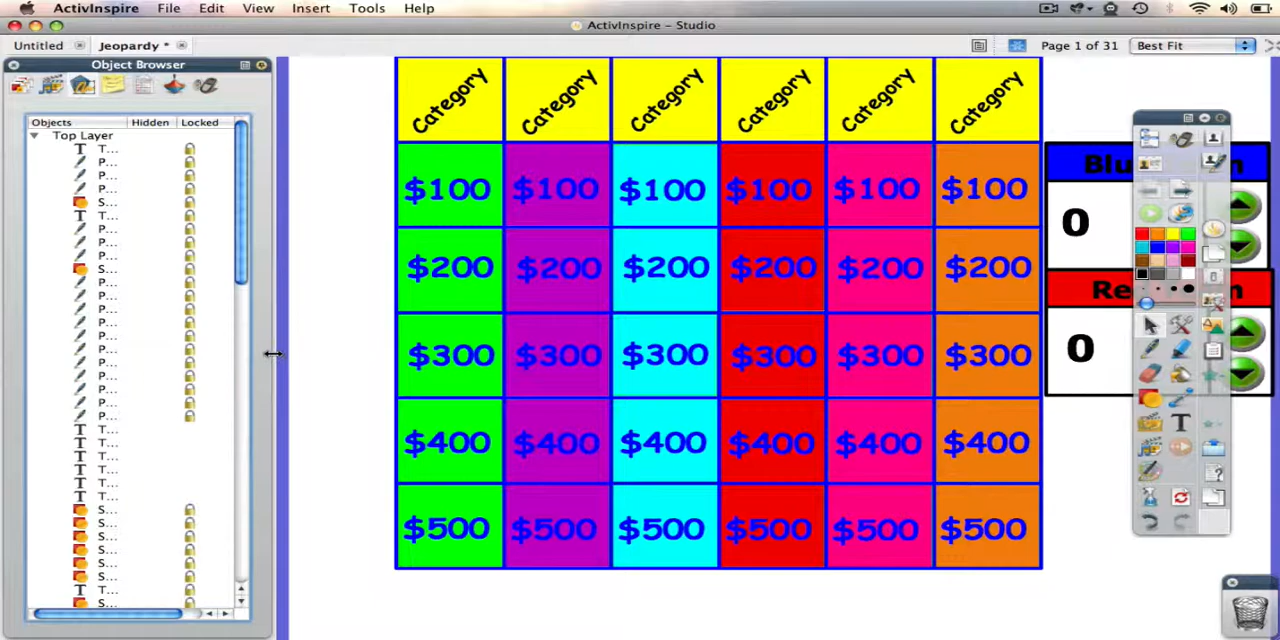 ActivInspire File Edit View Insert Tools Help
ActivInspire - Studio
Untitled Jeopardy * Page 1 of 31 Best Fit
Object Browser
Objects Hidden Locked
Top Layer
T...
P...
P...
P...
S...
T...
P...
P...
P...
S...
P...
P...
P...
P...
P...
P...
P...
P...
P...
P...
P...
T...
T...
T...
T...
T...
T...
S...
S...
S...
S...
S...
S...
T...
S...
Category Category Category Category Category Category
$100 $100 $100 $100 $100 $100
$200 $200 $200 $200 $200 $200
$300 $300 $300 $300 $300 $300
$400 $400 $400 $400 $400 $400
$500 $500 $500 $500 $500 $500
0
0